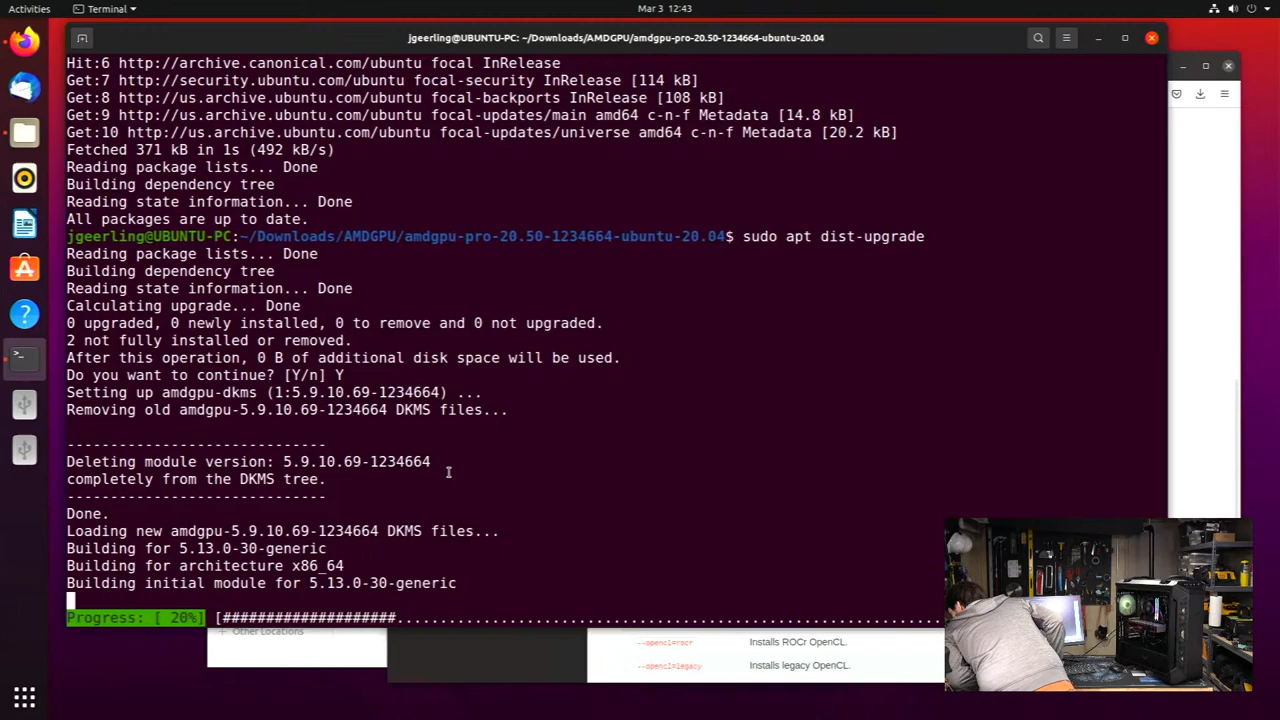 Activities
Terminal
Mar 3 12:43
jgeerling@UBUNTU-PC: ~/Downloads/AMDGPU/amdgpu-pro-20.50-1234664-ubuntu-20.04
Hit:6 http://archive.canonical.com/ubuntu focal InRelease
Get:7 http://security.ubuntu.com/ubuntu focal-security InRelease [114 kB]
Get:8 http://us.archive.ubuntu.com/ubuntu focal-backports InRelease [108 kB]
Get:9 http://us.archive.ubuntu.com/ubuntu focal-updates/main amd64 c-n-f Metadata [14.8 kB]
Get:10 http://us.archive.ubuntu.com/ubuntu focal-updates/universe amd64 c-n-f Metadata [20.2 kB]
Fetched 371 kB in 1s (492 kB/s)
Reading package lists... Done
Building dependency tree
Reading state information... Done
All packages are up to date.
jgeerling@UBUNTU-PC:~/Downloads/AMDGPU/amdgpu-pro-20.50-1234664-ubuntu-20.04$ sudo apt dist-upgrade
Reading package lists... Done
Building dependency tree
Reading state information... Done
Calculating upgrade... Done
0 upgraded, 0 newly installed, 0 to remove and 0 not upgraded.
2 not fully installed or removed.
After this operation, 0 B of additional disk space will be used.
Do you want to continue? [Y/n] Y
Setting up amdgpu-dkms (1:5.9.10.69-1234664) ...
Removing old amdgpu-5.9.10.69-1234664 DKMS files...
------------------------------
Deleting module version: 5.9.10.69-1234664
completely from the DKMS tree.
------------------------------
Done.
Loading new amdgpu-5.9.10.69-1234664 DKMS files...
Building for 5.13.0-30-generic
Building for architecture x86_64
Building initial module for 5.13.0-30-generic
Progress: [ 20%] [####################...............................................................
+ Other Locations
--opencl=rocr Installs ROCr OpenCL.
--opencl=legacy Installs legacy OpenCL.